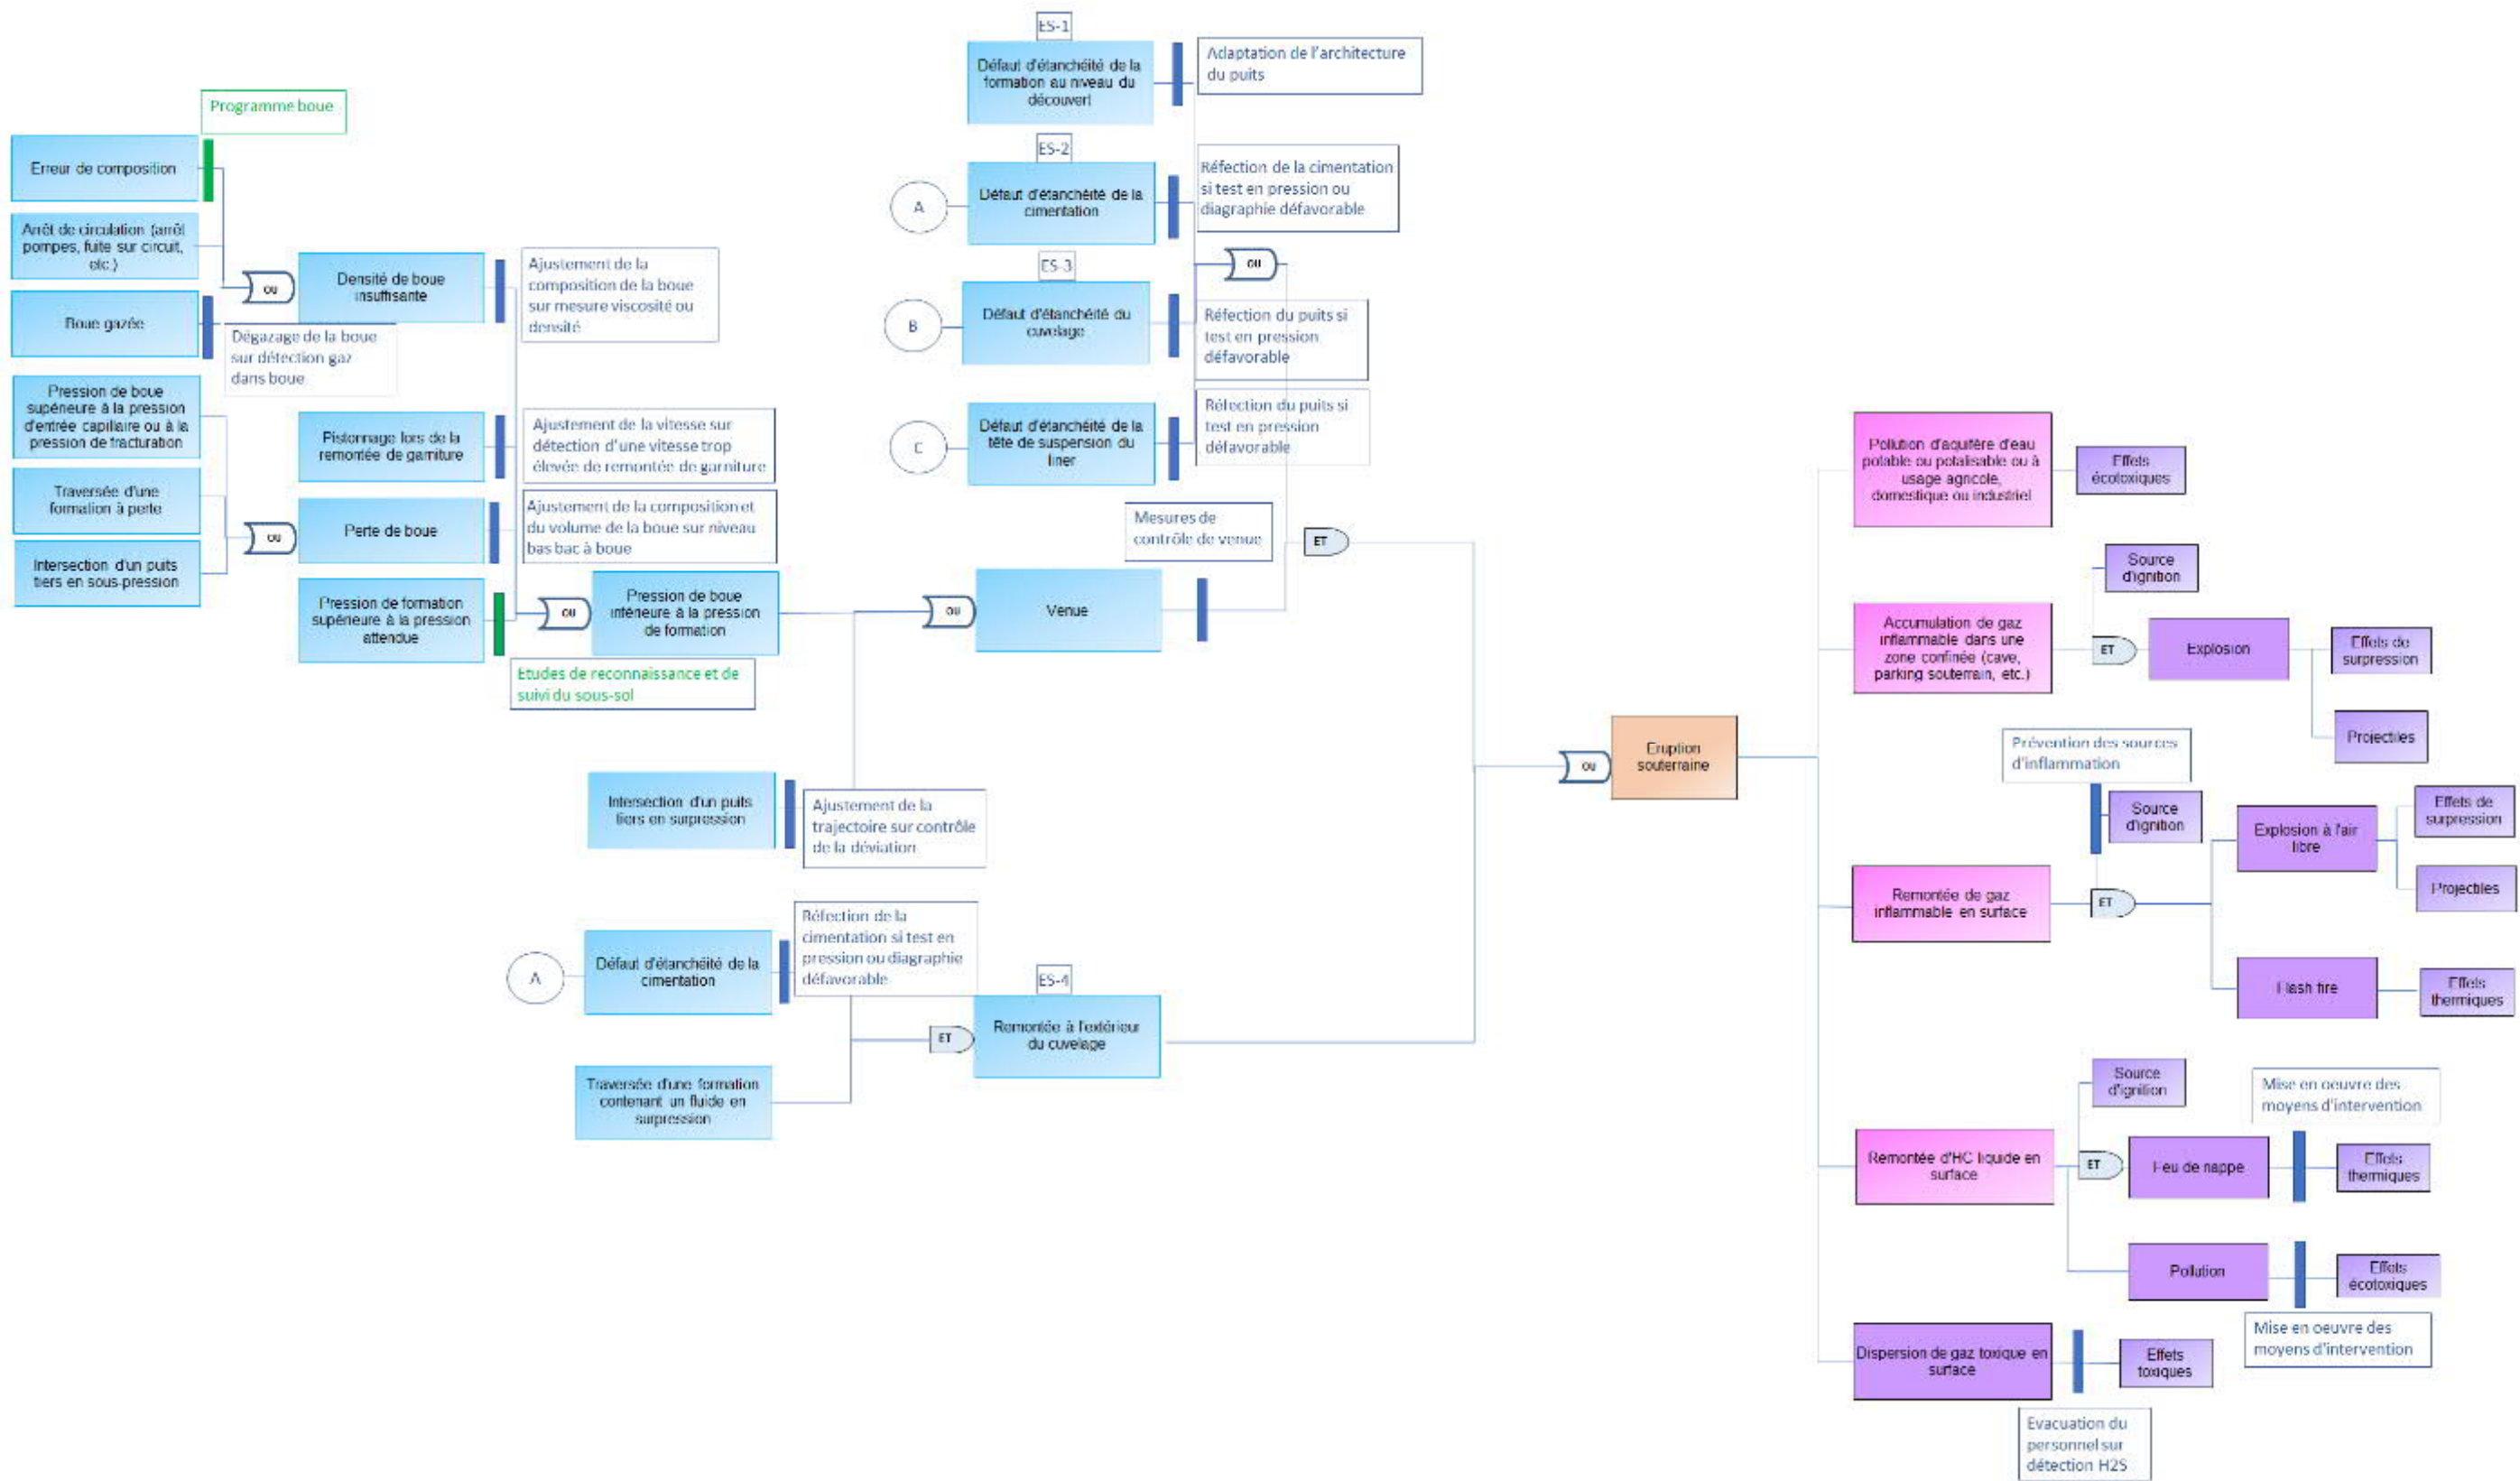 ES-1
Défaut d'étanchéité de la
formation au niveau du
découvert
Adaptation de l'architecture
du puits
Programme boue
Erreur de composition
ES-2
Défaut d'étanchéité de la
cimentation
A
Réfection de la cimentation
si test en pression ou
diagraphie défavorable
Arrêt de circulation (arrêt
pompes, fuite sur circuit,
etc.)
OU
Densité de boue
insuffisante
Ajustement de la
composition de la boue
sur mesure viscosité ou
densité
ES-3
OU
Boue gazée
Dégazage de la boue
sur détection gaz
dans boue
B
Défaut d'étanchéité du
cuvelage
Réfection du puits si
test en pression
défavorable
Pression de boue
supérieure à la pression
d'entrée capillaire ou à la
pression de fracturation
Pistonnage lors de la
remontée de garniture
Ajustement de la vitesse sur
détection d'une vitesse trop
élevée de remontée de garniture
C
Défaut d'étanchéité de la
tête de suspension du
liner
Réfection du puits si
test en pression
défavorable
Traversée d'une
formation à perte
Intersection d'un puits
tiers en sous-pression
OU
Perte de boue
Ajustement de la composition et
du volume de la boue sur niveau
bas bac à boue
Mesures de
contrôle de venue
ET
Pression de formation
supérieure à la pression
attendue
OU
Pression de boue
inférieure à la pression
de formation
OU
Venue
Etudes de reconnaissance et de
suivi du sous-sol
Intersection d'un puits
tiers en surpression
Ajustement de la
trajectoire sur contrôle
de la déviation
A
Défaut d'étanchéité de la
cimentation
Réfection de la
cimentation si test en
pression ou diagraphie
défavorable
ES-4
ET
Remontée à l'extérieur
du cuvelage
Traversée d'une formation
contenant un fluide en
surpression
OU
Eruption
souterraine
Pollution d'aquifère d'eau
potable ou potalisable ou à
usage agricole,
domestique ou industriel
Effets
écotoxiques
Source
d'ignition
Accumulation de gaz
inflammable dans une
zone confinée (cave,
parking souterrain, etc.)
ET
Explosion
Effets de
surpression
Projectiles
Prévention des sources
d'inflammation
Source
d'ignition
Explosion à l'air
libre
Effets de
surpression
Projectiles
Remontée de gaz
inflammable en surface
ET
Flash fire
Effets
thermiques
Source
d'ignition
Mise en oeuvre des
moyens d'intervention
Remontée d'HC liquide en
surface
ET
Feu de nappe
Effets
thermiques
Pollution
Effets
écotoxiques
Mise en oeuvre des
moyens d'intervention
Dispersion de gaz toxique en
surface
Effets
toxiques
Evacuation du
personnel sur
détection H2S